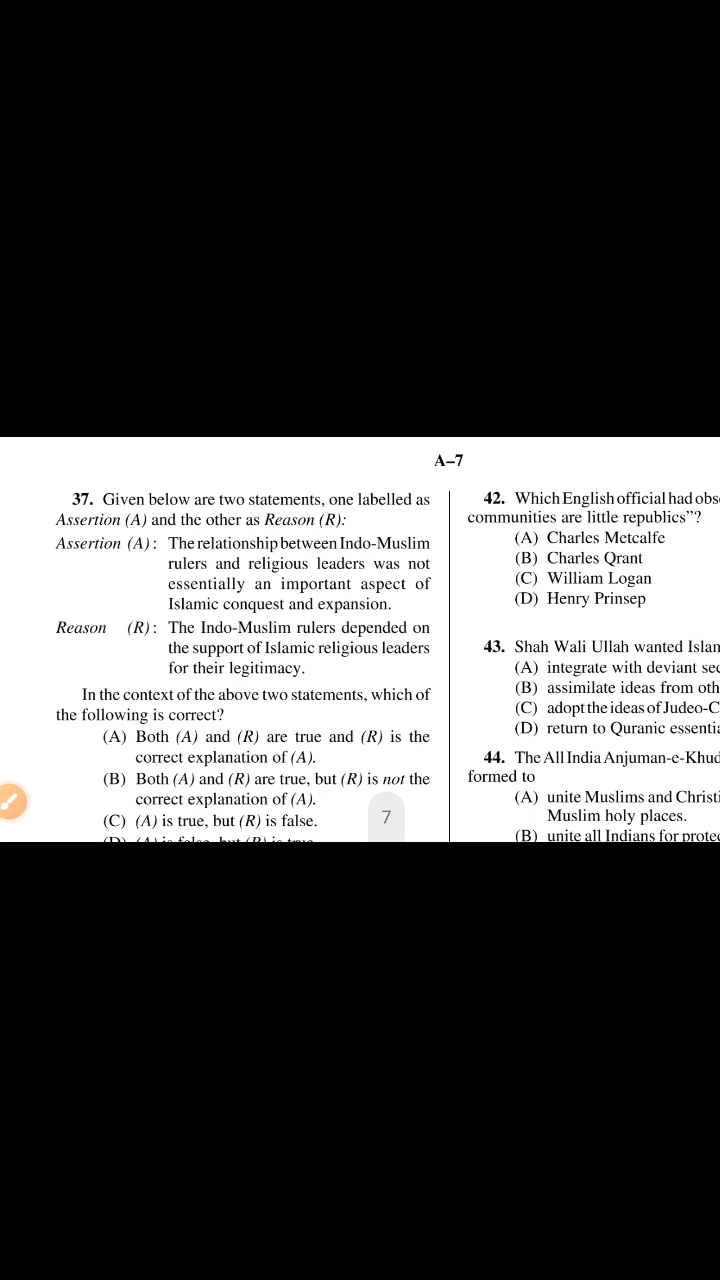 A–7
37. Given below are two statements, one labelled as
Assertion (A) and the other as Reason (R):
Assertion (A): The relationship between Indo-Muslim
rulers and religious leaders was not
essentially an important aspect of
Islamic conquest and expansion.
Reason (R): The Indo-Muslim rulers depended on
the support of Islamic religious leaders
for their legitimacy.
In the context of the above two statements, which of
the following is correct?
(A) Both (A) and (R) are true and (R) is the
correct explanation of (A).
(B) Both (A) and (R) are true, but (R) is not the
correct explanation of (A).
(C) (A) is true, but (R) is false.
(D) (A) is false, but (R) is true.
7
42. Which English official had obs
communities are little republics”?
(A) Charles Metcalfe
(B) Charles Qrant
(C) William Logan
(D) Henry Prinsep
43. Shah Wali Ullah wanted Islam
(A) integrate with deviant sec
(B) assimilate ideas from oth
(C) adopt the ideas of Judeo-C
(D) return to Quranic essentia
44. The All India Anjuman-e-Khud
formed to
(A) unite Muslims and Christi
Muslim holy places.
(B) unite all Indians for protec